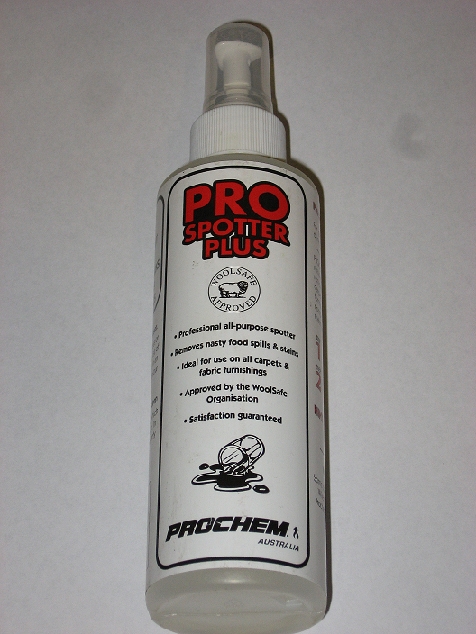 PRO
SPOTTER
PLUS
WOOLSAFE
APPROVED
• Professional all-purpose spotter
• Removes nasty food spills & stains
• Ideal for use on all carpets &
fabric furnishings
• Approved by the WoolSafe
Organisation
• Satisfaction guaranteed
PROCHEM
AUSTRALIA